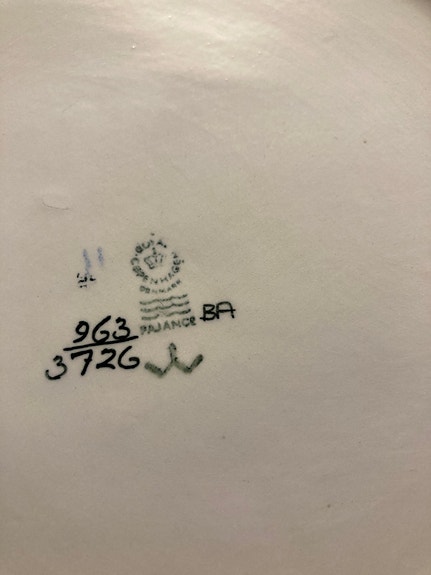 ROYAL
COPENHAGEN
DENMARK
FAJANCE
BA
963
3726